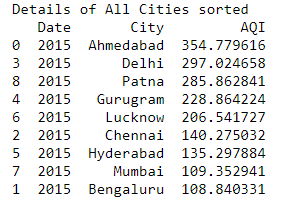 Details of All Cities sorted
Date City AQI
0 2015 Ahmedabad 354.779616
3 2015 Delhi 297.024658
8 2015 Patna 285.862841
4 2015 Gurugram 228.864224
6 2015 Lucknow 206.541727
2 2015 Chennai 140.275032
5 2015 Hyderabad 135.297884
7 2015 Mumbai 109.352941
1 2015 Bengaluru 108.840331